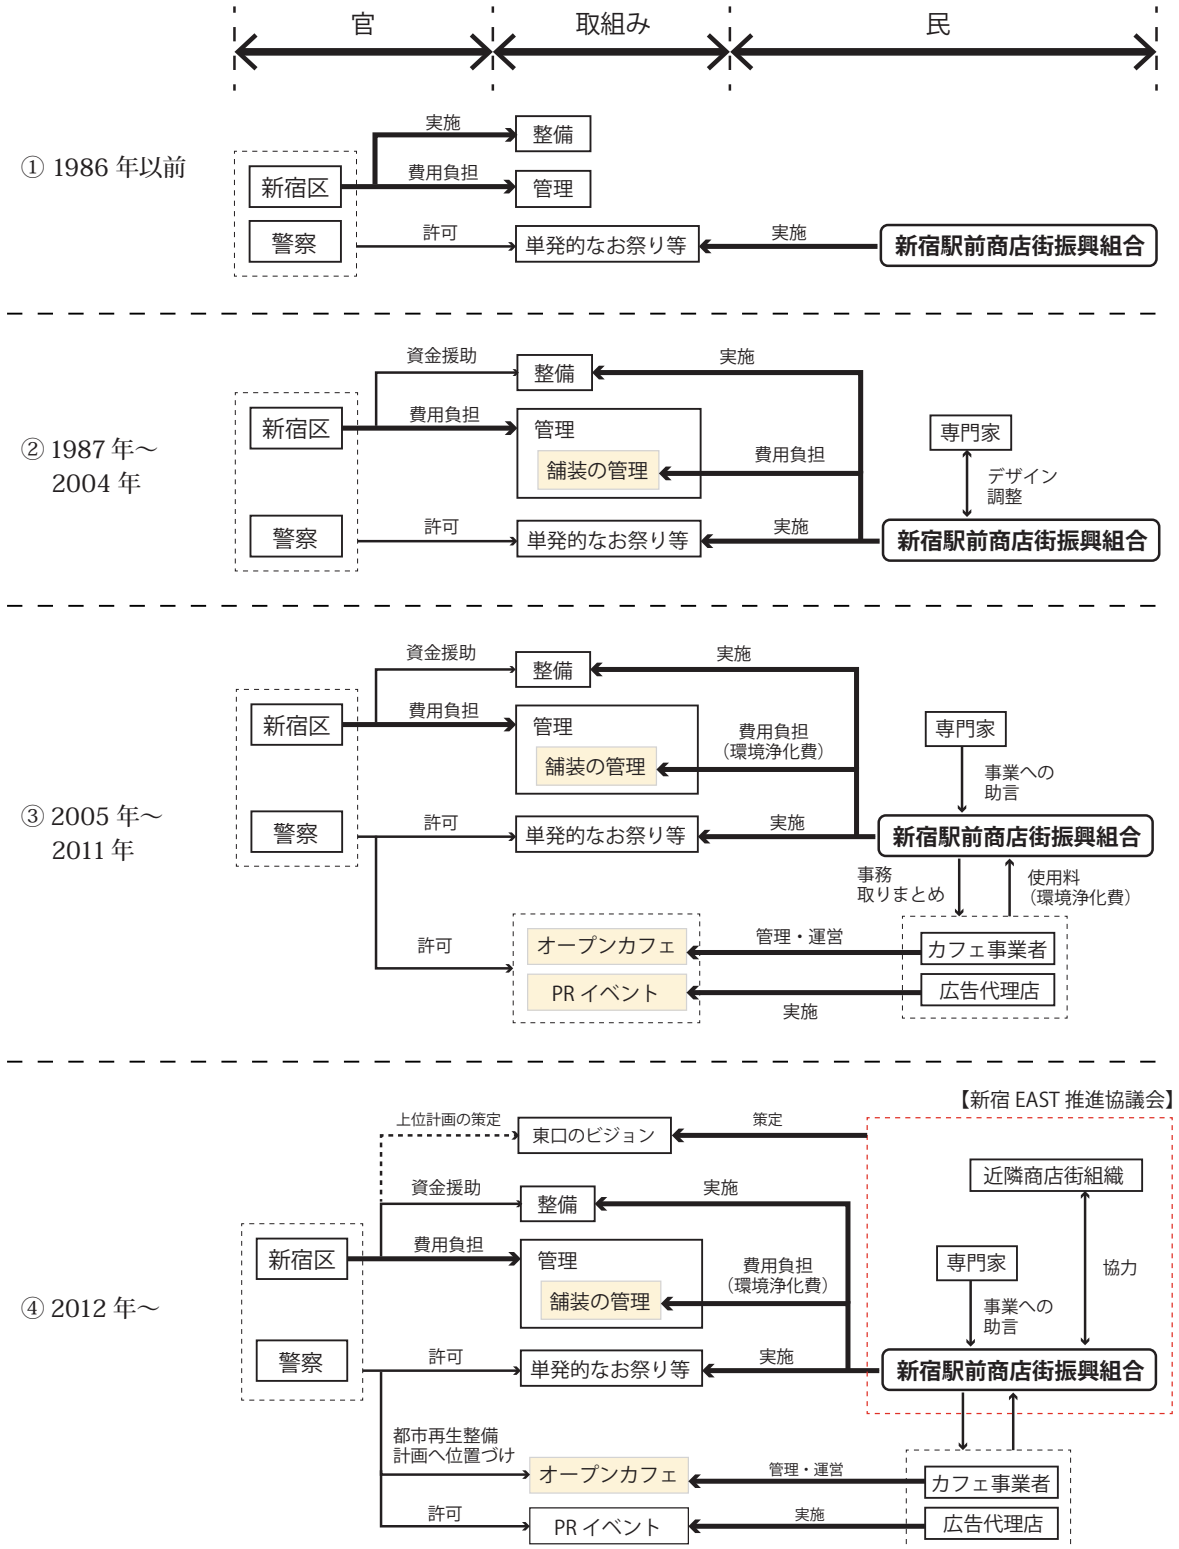 官
取組み
民
① 1986 年以前
実施
整備
新宿区
費用負担
管理
警察
許可
単発的なお祭り等
実施
新宿駅前商店街振興組合
② 1987 年～
2004 年
資金援助
整備
実施
新宿区
費用負担
管理
舗装の管理
費用負担
専門家
デザイン
調整
警察
許可
単発的なお祭り等
実施
新宿駅前商店街振興組合
③ 2005 年～
2011 年
資金援助
整備
実施
新宿区
費用負担
管理
舗装の管理
費用負担
（環境浄化費）
専門家
事業への
助言
警察
許可
単発的なお祭り等
実施
新宿駅前商店街振興組合
事務
取りまとめ
使用料
（環境浄化費）
許可
オープンカフェ
管理・運営
カフェ事業者
PR イベント
実施
広告代理店
④ 2012 年～
【新宿 EAST 推進協議会】
上位計画の策定
東口のビジョン
策定
近隣商店街組織
資金援助
整備
実施
新宿区
費用負担
管理
舗装の管理
費用負担
（環境浄化費）
専門家
協力
事業への
助言
警察
許可
単発的なお祭り等
実施
新宿駅前商店街振興組合
都市再生整備
計画へ位置づけ
オープンカフェ
管理・運営
カフェ事業者
許可
PR イベント
実施
広告代理店